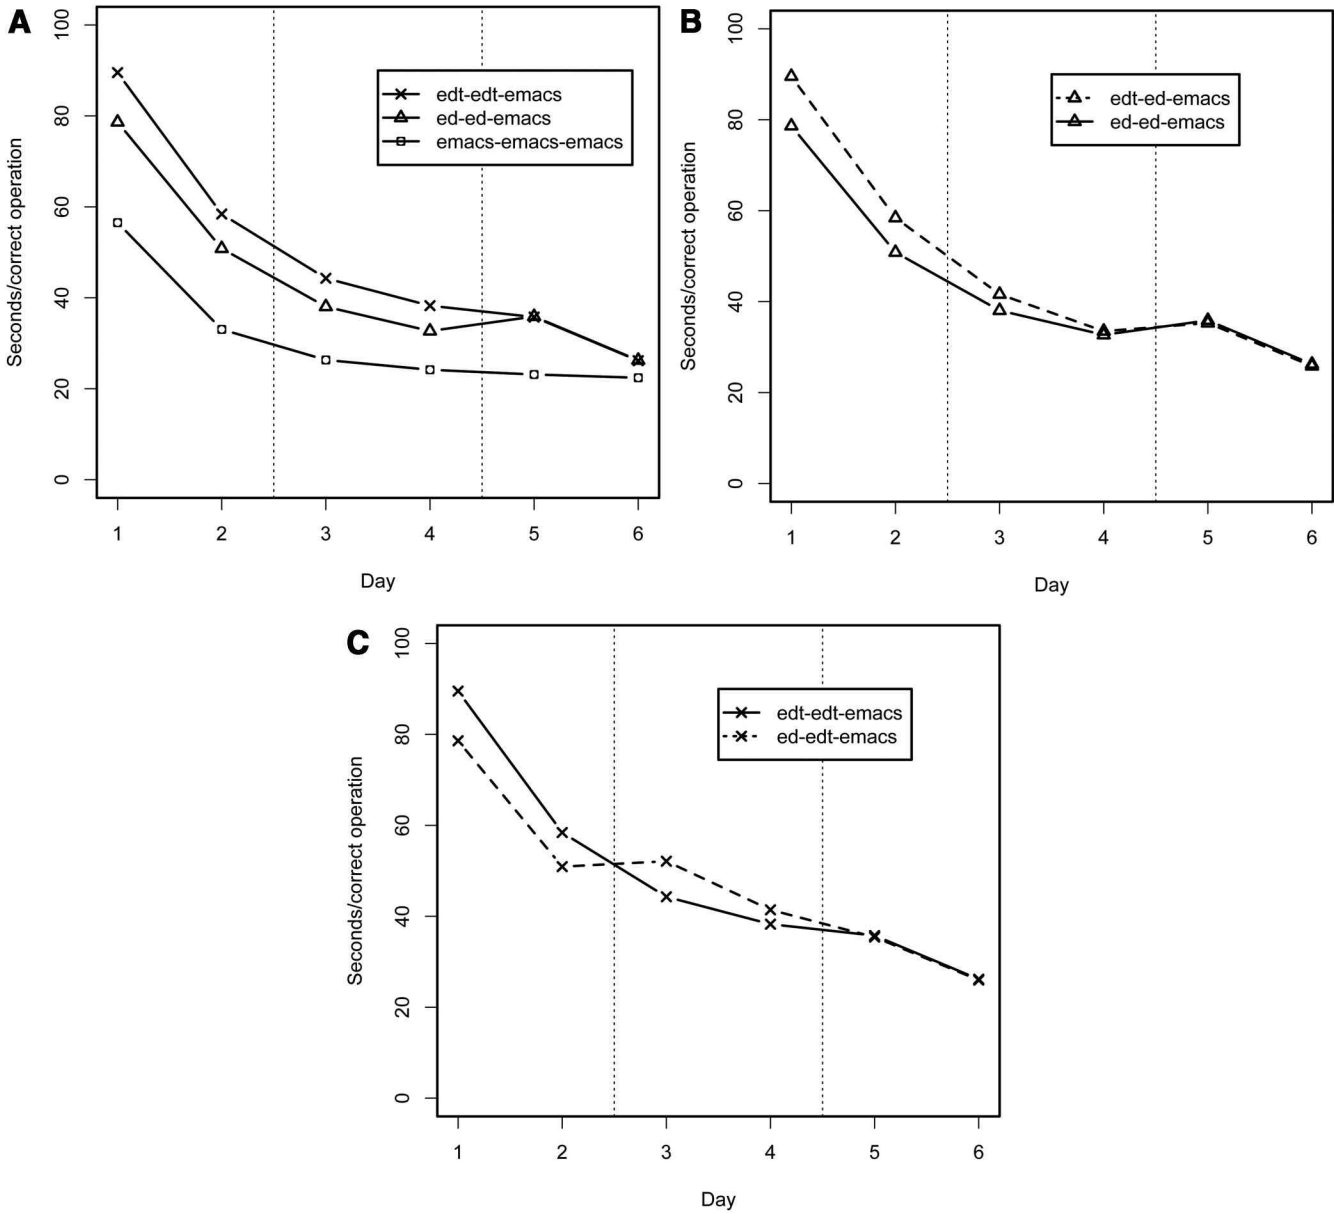 A
100
80
60
40
20
0
Seconds/correct operation
edt-edt-emacs
ed-ed-emacs
emacs-emacs-emacs
1 2 3 4 5 6
Day
B
100
80
60
40
20
0
Seconds/correct operation
edt-ed-emacs
ed-ed-emacs
1 2 3 4 5 6
Day
C
100
80
60
40
20
0
Seconds/correct operation
edt-edt-emacs
ed-edt-emacs
1 2 3 4 5 6
Day